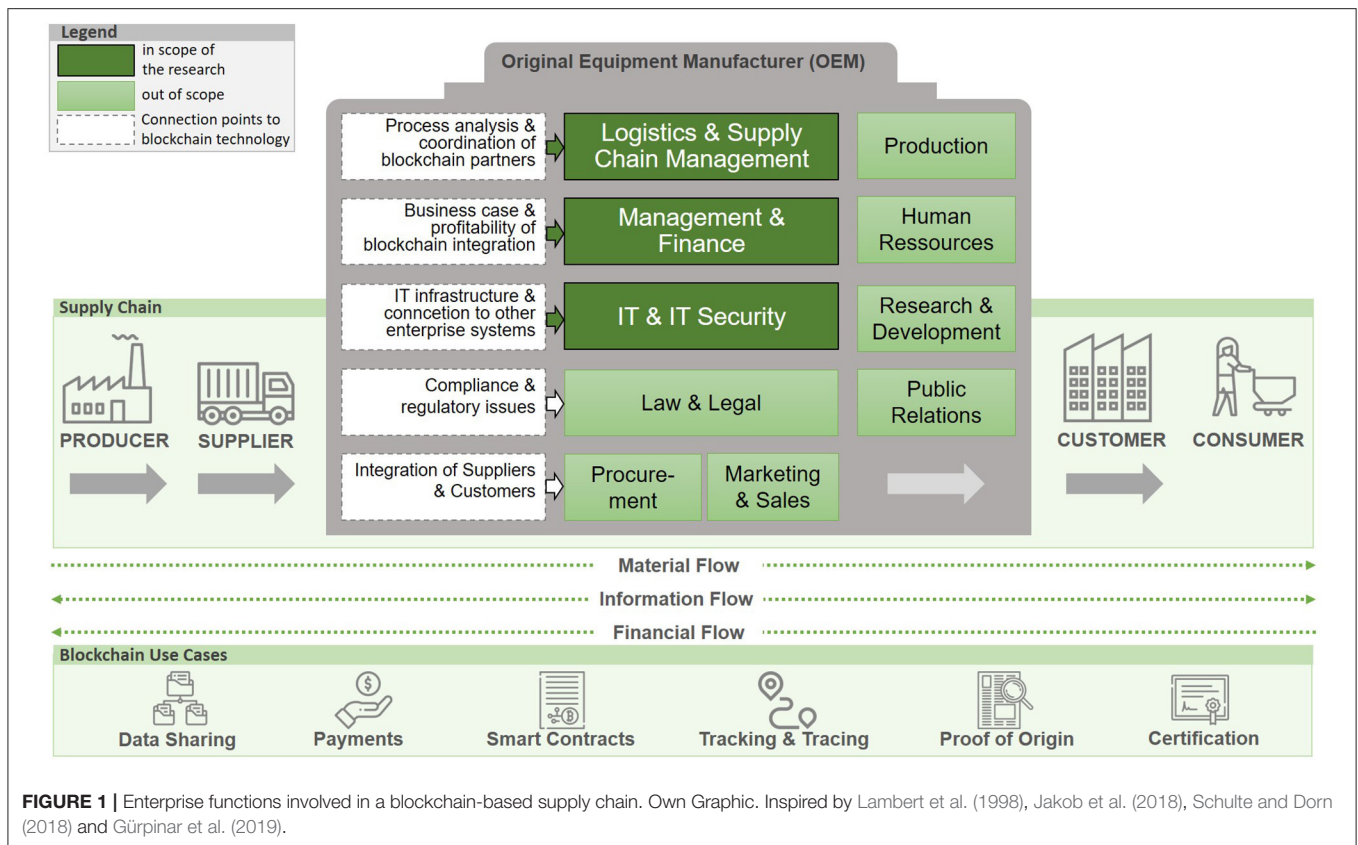 Legend
in scope of
the research
out of scope
Connection points to
blockchain technology
Original Equipment Manufacturer (OEM)
Process analysis &
coordination of
blockchain partners
Logistics & Supply
Chain Management
Production
Business case &
profitability of
blockchain integration
Management &
Finance
Human
Ressources
IT infrastructure &
conncetion to other
enterprise systems
IT & IT Security
Research &
Development
Compliance &
regulatory issues
Law & Legal
Public
Relations
Integration of Suppliers
& Customers
Procure-
ment
Marketing
& Sales
Supply Chain
PRODUCER
SUPPLIER
CUSTOMER
CONSUMER
Material Flow
Information Flow
Financial Flow
Blockchain Use Cases
Data Sharing
Payments
Smart Contracts
Tracking & Tracing
Proof of Origin
Certification
FIGURE 1 | Enterprise functions involved in a blockchain-based supply chain. Own Graphic. Inspired by Lambert et al. (1998), Jakob et al. (2018), Schulte and Dorn
(2018) and Gürpinar et al. (2019).